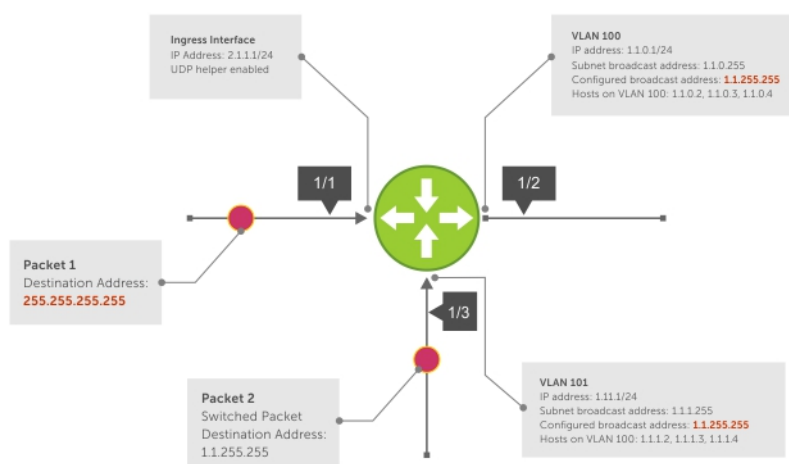 Ingress Interface
IP Address: 2.1.1.1/24
UDP helper enabled
VLAN 100
IP address: 1.1.0.1/24
Subnet broadcast address: 1.1.0.255
Configured broadcast address: 1.1.255.255
Hosts on VLAN 100: 1.1.0.2, 1.1.0.3, 1.1.0.4
1/1
1/2
Packet 1
Destination Address:
255.255.255.255
1/3
Packet 2
Switched Packet
Destination Address:
1.1.255.255
VLAN 101
IP address: 1.11.1/24
Subnet broadcast address: 1.1.1.255
Configured broadcast address: 1.1.255.255
Hosts on VLAN 100: 1.1.1.2, 1.1.1.3, 1.1.1.4